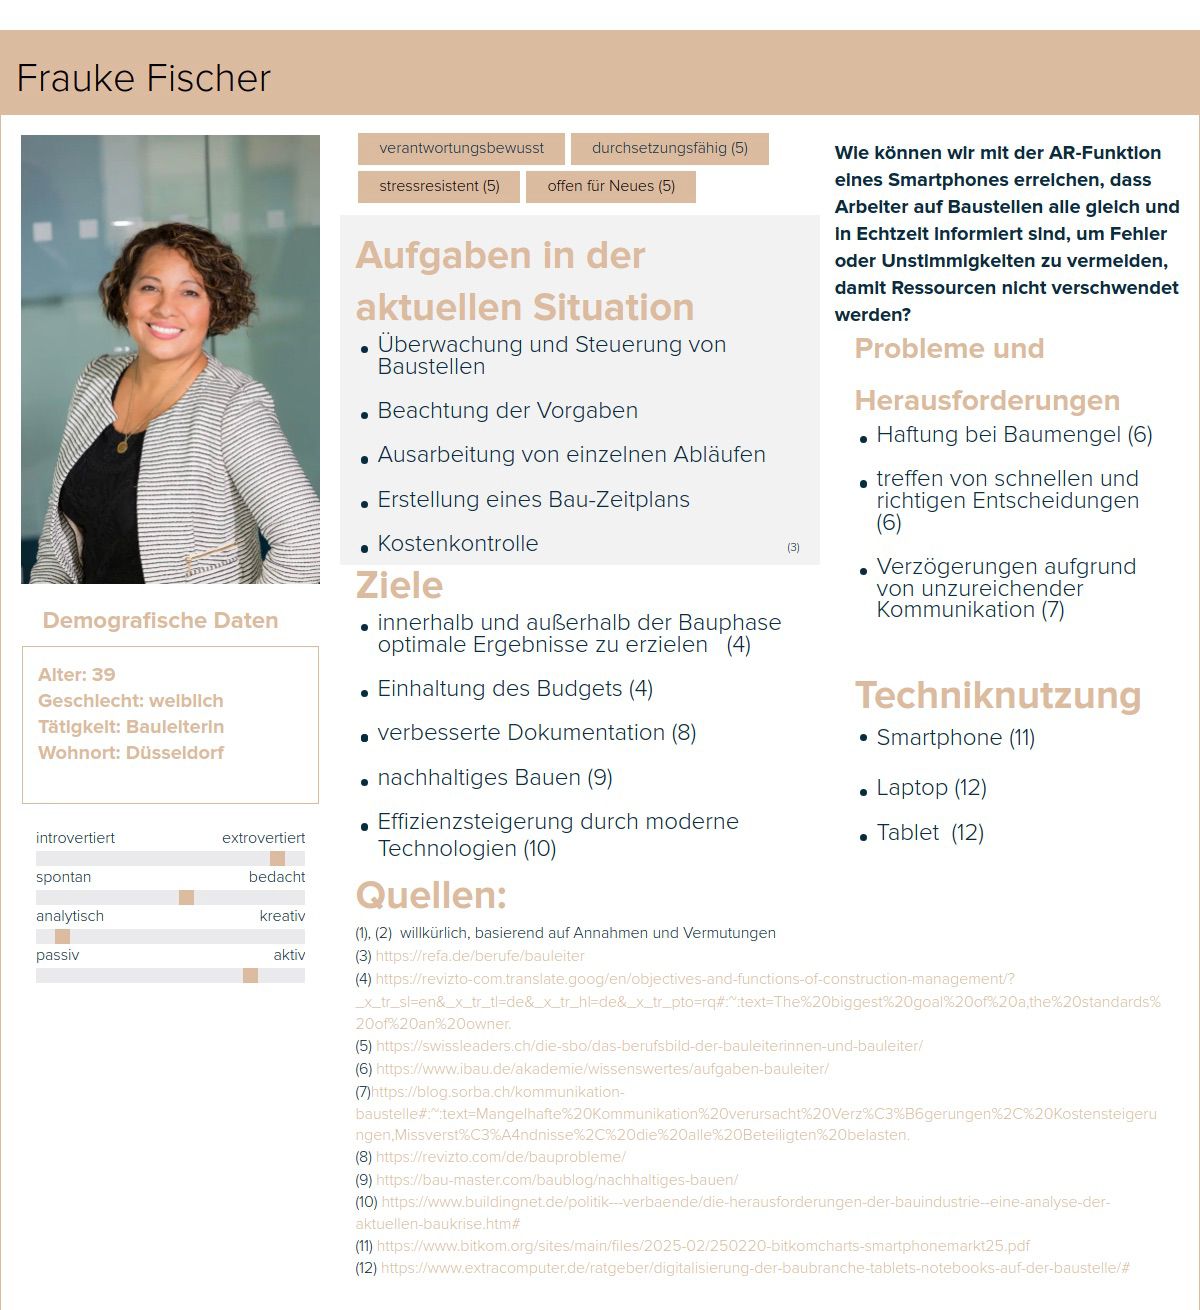 Frauke Fischer
verantwortungsbewusst
durchsetzungsfähig (5)
stressresistent (5)
offen für Neues (5)
Aufgaben in der
aktuellen Situation
Überwachung und Steuerung von
Baustellen
Beachtung der Vorgaben
Ausarbeitung von einzelnen Abläufen
Erstellung eines Bau-Zeitplans
Kostenkontrolle
(3)
Ziele
innerhalb und außerhalb der Bauphase
optimale Ergebnisse zu erzielen (4)
Einhaltung des Budgets (4)
verbesserte Dokumentation (8)
nachhaltiges Bauen (9)
Effizienzsteigerung durch moderne
Technologien (10)
Wie können wir mit der AR-Funktion
eines Smartphones erreichen, dass
Arbeiter auf Baustellen alle gleich und
in Echtzeit informiert sind, um Fehler
oder Unstimmigkeiten zu vermeiden,
damit Ressourcen nicht verschwendet
werden?
Probleme und
Herausforderungen
Haftung bei Baumengel (6)
treffen von schnellen und
richtigen Entscheidungen
(6)
Verzögerungen aufgrund
von unzureichender
Kommunikation (7)
Techniknutzung
Smartphone (11)
Laptop (12)
Tablet (12)
Demografische Daten
Alter: 39
Geschlecht: weiblich
Tätigkeit: Bauleiterin
Wohnort: Düsseldorf
introvertiert extrovertiert
spontan bedacht
analytisch kreativ
passiv aktiv
Quellen:
(1), (2) willkürlich, basierend auf Annahmen und Vermutungen
(3) https://refa.de/berufe/bauleiter
(4) https://revizto-com.translate.goog/en/objectives-and-functions-of-construction-management/?
_x_tr_sl=en&_x_tr_tl=de&_x_tr_hl=de&_x_tr_pto=rq#:~:text=The%20biggest%20goal%20of%20a,the%20standards%
20of%20an%20owner.
(5) https://swissleaders.ch/die-sbo/das-berufsbild-der-bauleiterinnen-und-bauleiter/
(6) https://www.ibau.de/akademie/wissenswertes/aufgaben-bauleiter/
(7)https://blog.sorba.ch/kommunikation-
baustelle#:~:text=Mangelhafte%20Kommunikation%20verursacht%20Verz%C3%B6gerungen%2C%20Kostensteigeru
ngen,Missverst%C3%A4ndnisse%2C%20die%20alle%20Beteiligten%20belasten.
(8) https://revizto.com/de/bauprobleme/
(9) https://bau-master.com/baublog/nachhaltiges-bauen/
(10) https://www.buildingnet.de/politik---verbaende/die-herausforderungen-der-bauindustrie--eine-analyse-der-
aktuellen-baukrise.htm#
(11) https://www.bitkom.org/sites/main/files/2025-02/250220-bitkomcharts-smartphonemarkt25.pdf
(12) https://www.extracomputer.de/ratgeber/digitalisierung-der-baubranche-tablets-notebooks-auf-der-baustelle/#